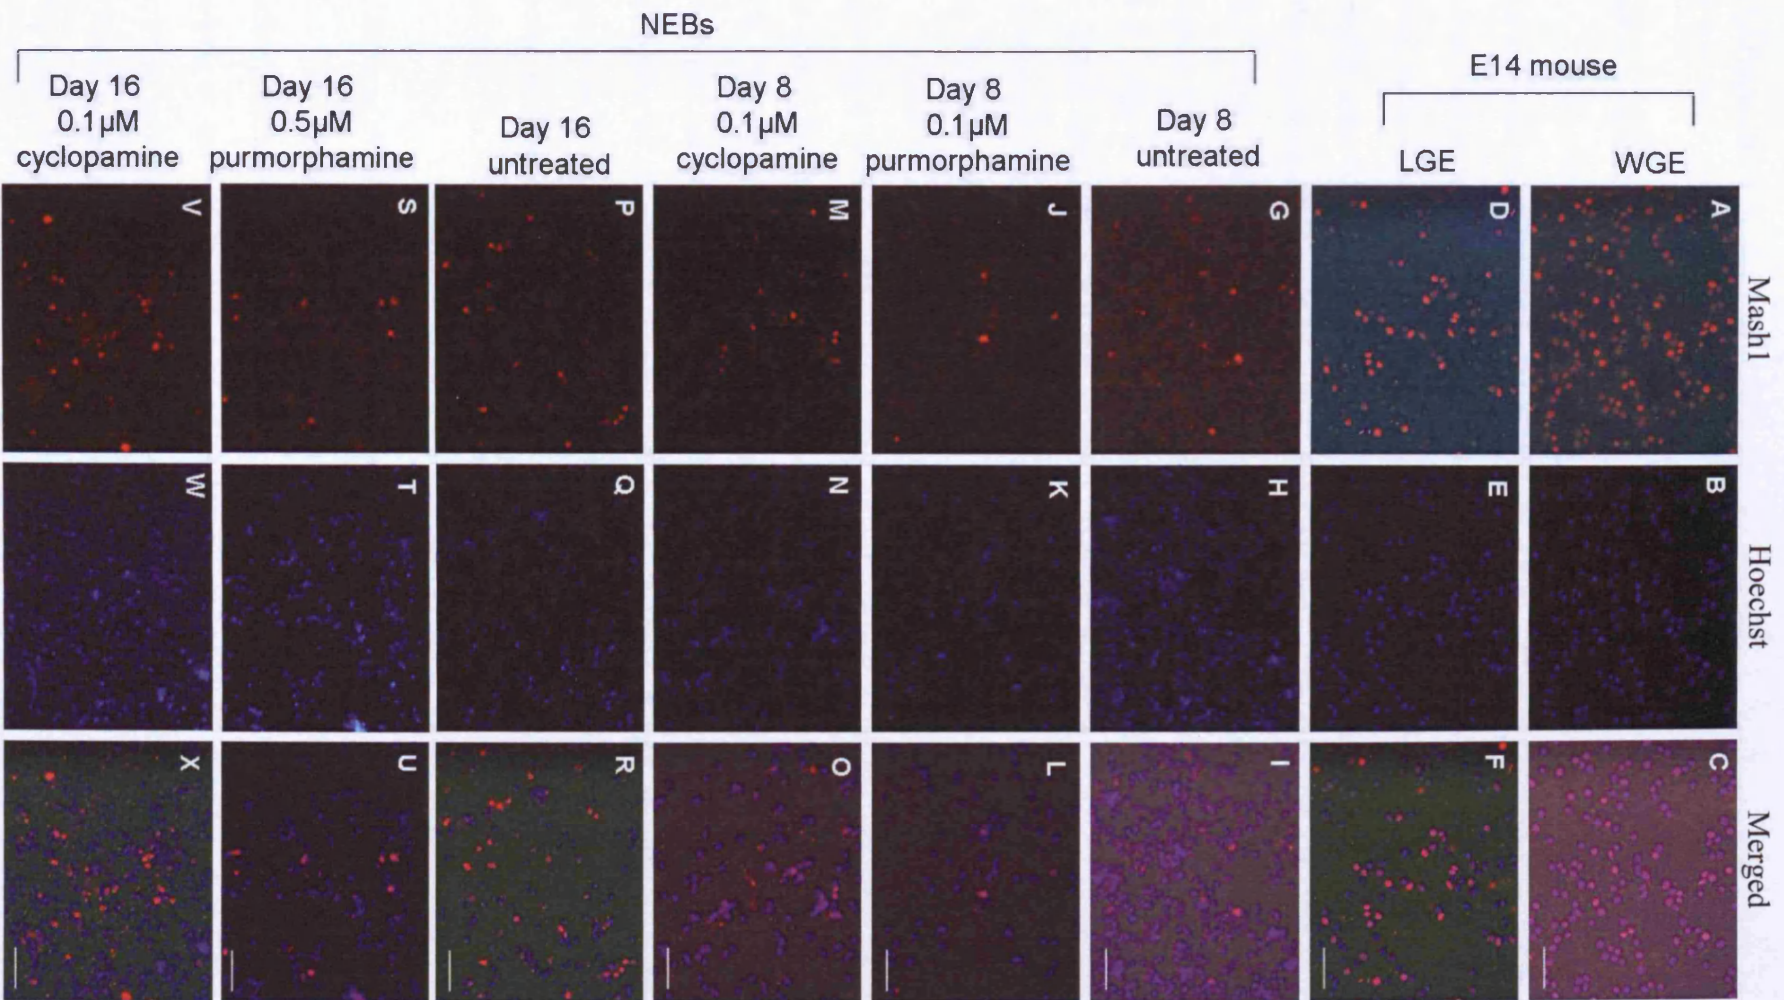 NEBs
E14 mouse
Day 16
0.1µM
cyclopamine
Day 16
0.5µM
purmorphamine
Day 16
untreated
Day 8
0.1µM
cyclopamine
Day 8
0.1µM
purmorphamine
Day 8
untreated
LGE
WGE
V
S
P
M
J
G
D
A
Mash1
W
T
Q
N
K
H
E
B
Hoechst
X
U
R
O
L
I
F
C
Merged